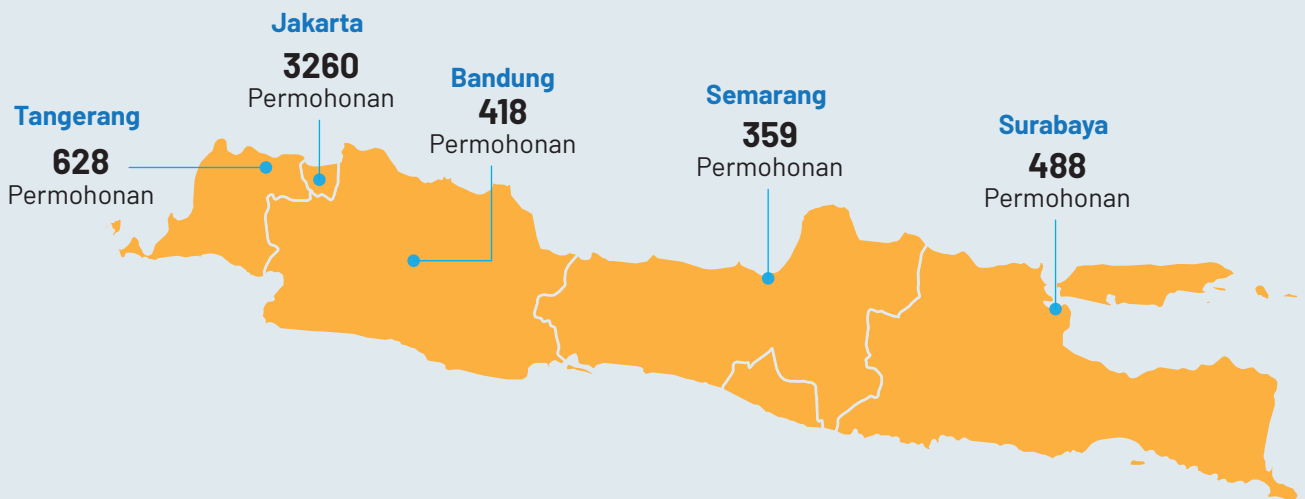 Jakarta
3260
Permohonan
Tangerang
628
Permohonan
Bandung
418
Permohonan
Semarang
359
Permohonan
Surabaya
488
Permohonan